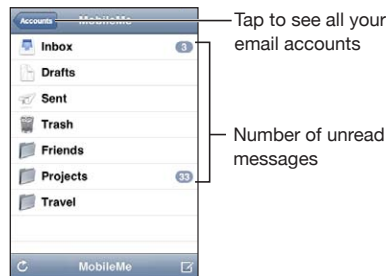 Accounts MobileMe
Tap to see all your
email accounts
Inbox 3
Drafts
Sent
Trash
Friends
Number of unread
messages
Projects 33
Travel
MobileMe